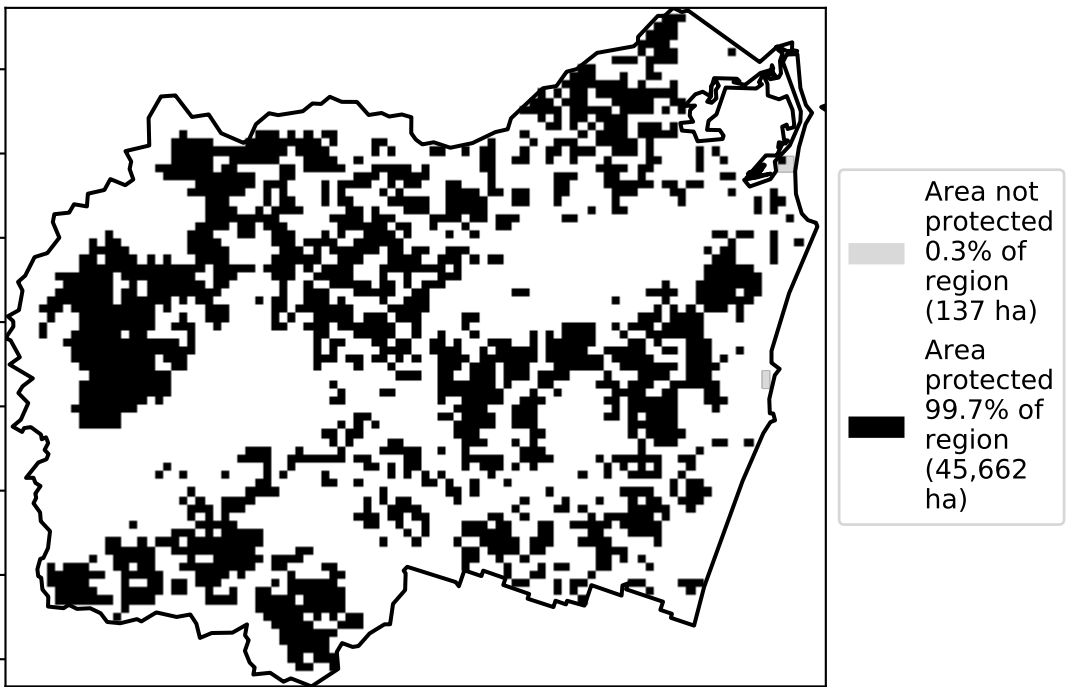 Area not
protected
0.3% of
region
(137 ha)
Area
protected
99.7% of
region
(45,662
ha)